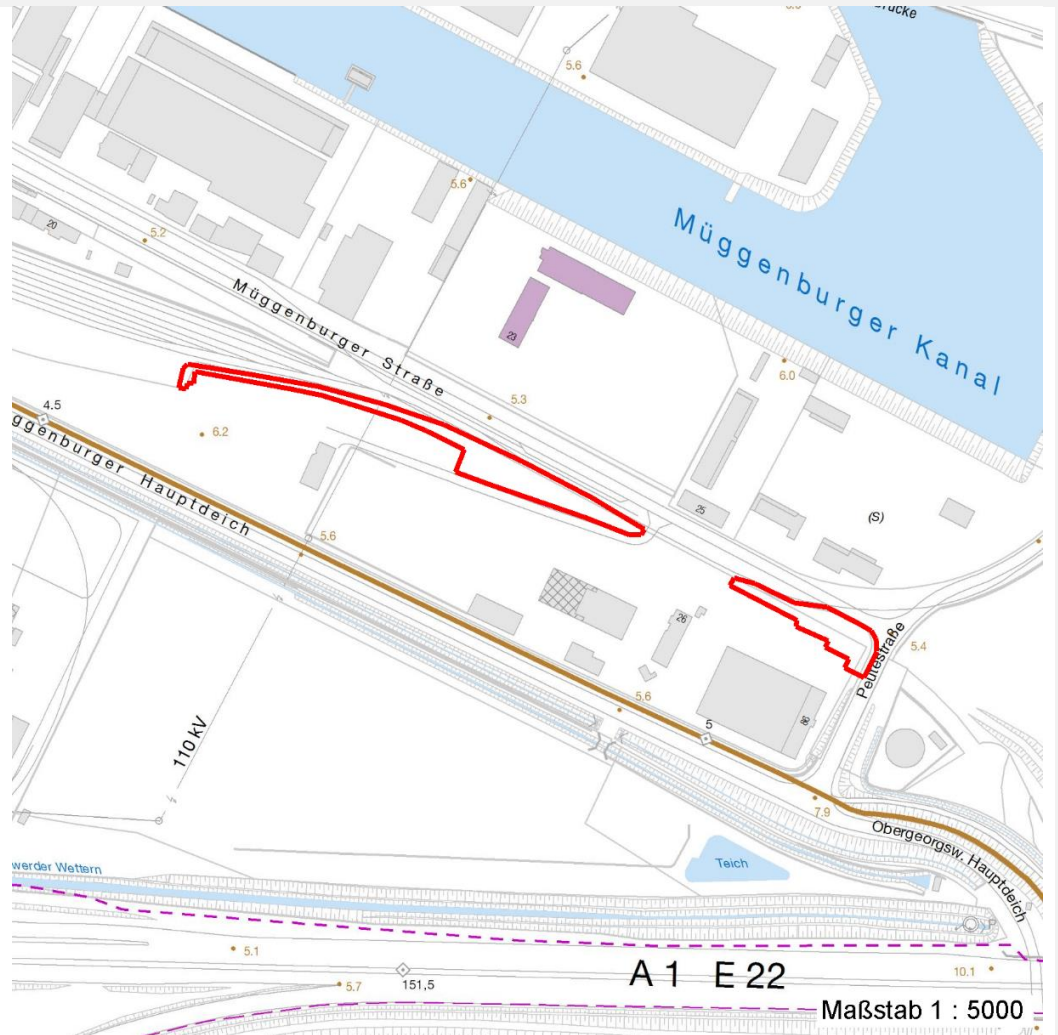 rücke
5.6
5.6
5.2
20
Müggenburger Kanal
Müggenburger Straße
23
6.0
5.3
4.5
6.2
ggenburger Hauptdeich
25
(S)
5.6
26
5.4
Peutestraße
5.6
5
86
110 kV
7.9
Obergeorgsw. Hauptdeich
Teich
werder Wettern
5.1
A 1 E 22
10.1
5.7
151,5
Maßstab 1 : 5000